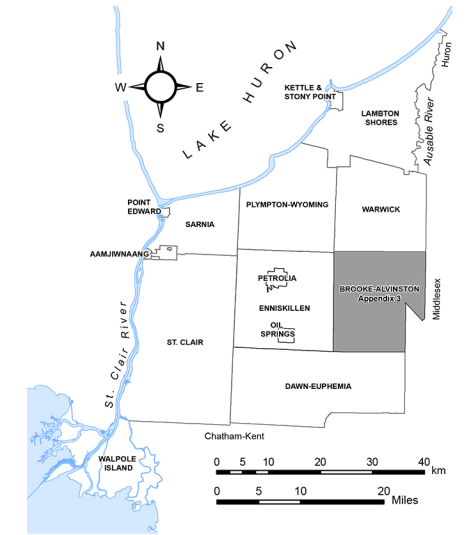 N
W
E
S
LAKE HURON
Huron
KETTLE &
STONY POINT
LAMBTON
SHORES
Ausable River
POINT
EDWARD
SARNIA
PLYMPTON-WYOMING
WARWICK
AAMJIWNAANG
PETROLIA
BROOKE-ALVINSTON
Appendix 3
Middlesex
ENNISKILLEN
OIL
SPRINGS
ST. CLAIR
St. Clair River
DAWN-EUPHEMIA
Chatham-Kent
WALPOLE
ISLAND
0 5 10 20 30 40 km
0 5 10 20 Miles